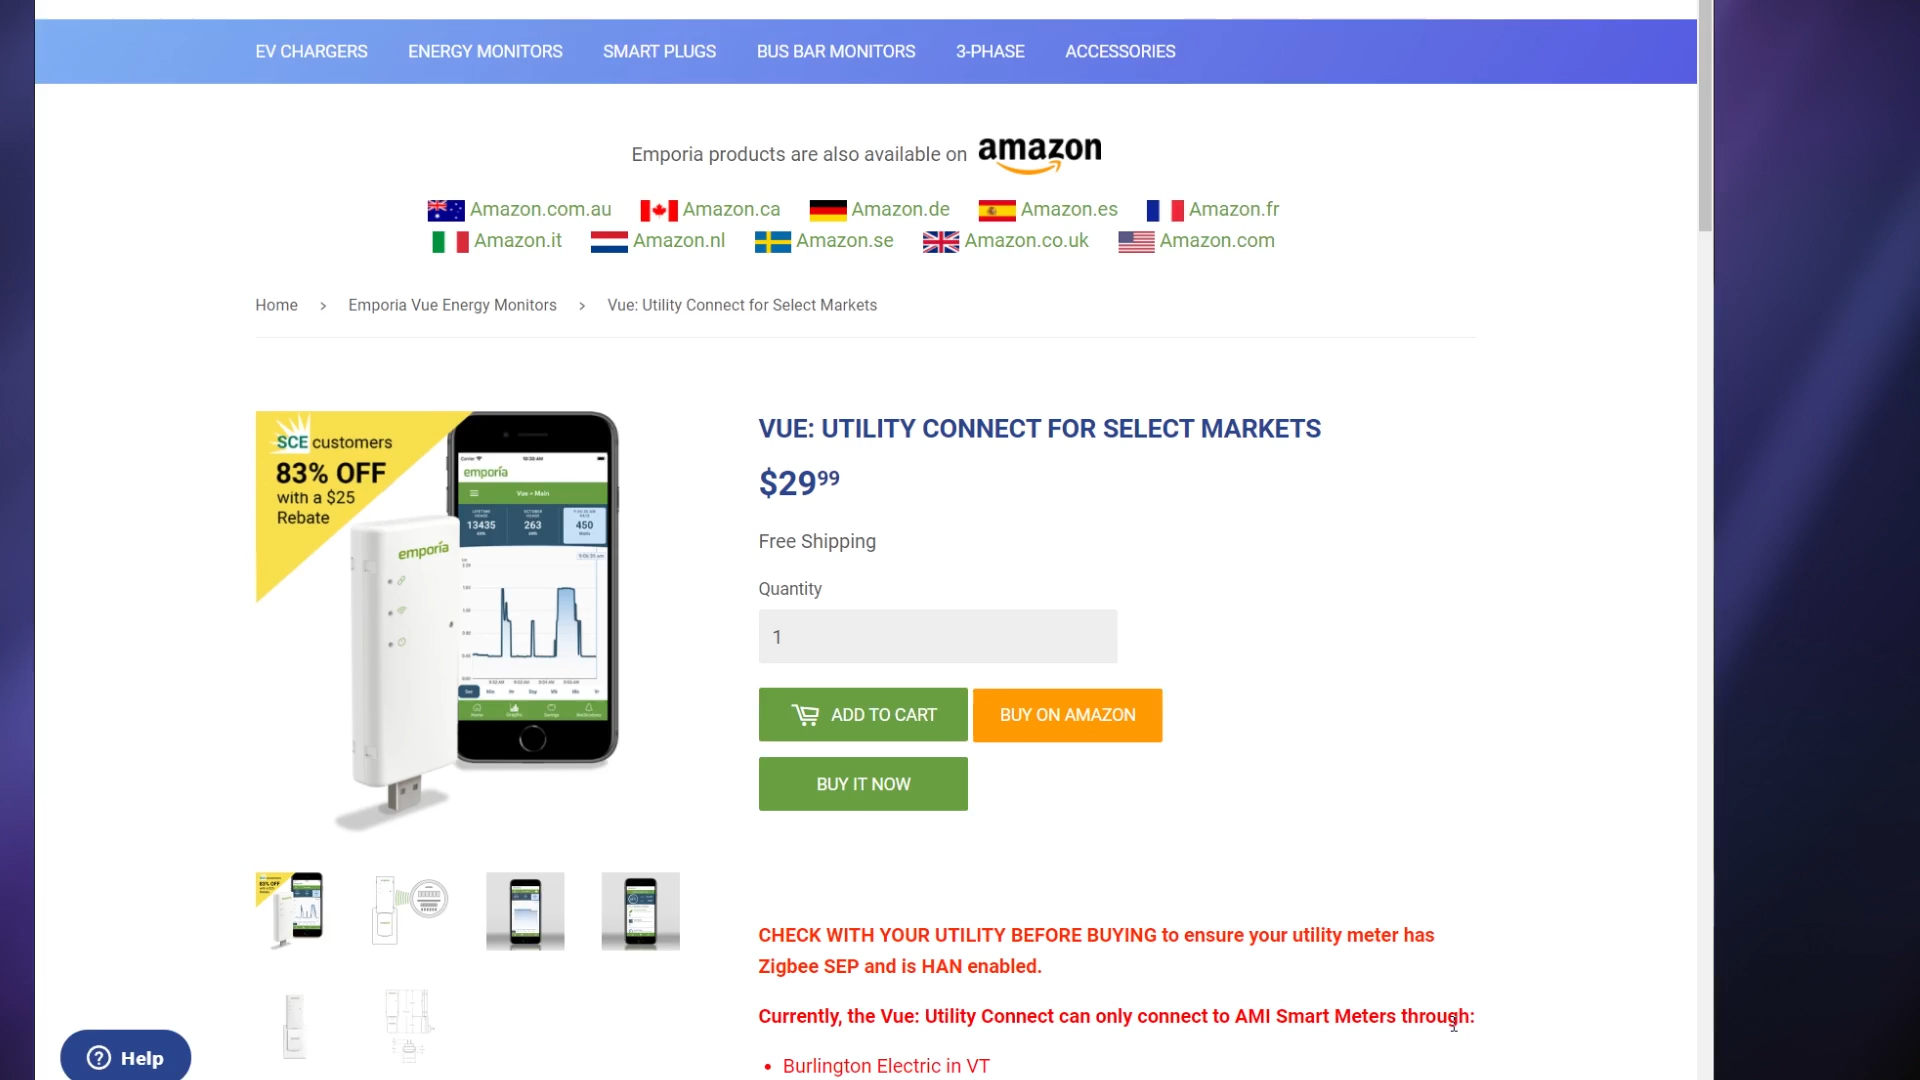 EV CHARGERS ENERGY MONITORS SMART PLUGS BUS BAR MONITORS 3-PHASE ACCESSORIES
Emporia products are also available on amazon
Amazon.com.au Amazon.ca Amazon.de Amazon.es Amazon.fr
Amazon.it Amazon.nl Amazon.se Amazon.co.uk Amazon.com
Home › Emporia Vue Energy Monitors › Vue: Utility Connect for Select Markets
SCE customers
83% OFF
with a $25
Rebate
emporia
emporia
Vue - Main
13435
263
450
VUE: UTILITY CONNECT FOR SELECT MARKETS
$29.99
Free Shipping
Quantity
1
ADD TO CART BUY ON AMAZON
BUY IT NOW
CHECK WITH YOUR UTILITY BEFORE BUYING to ensure your utility meter has
Zigbee SEP and is HAN enabled.
Currently, the Vue: Utility Connect can only connect to AMI Smart Meters through:
• Burlington Electric in VT
? Help